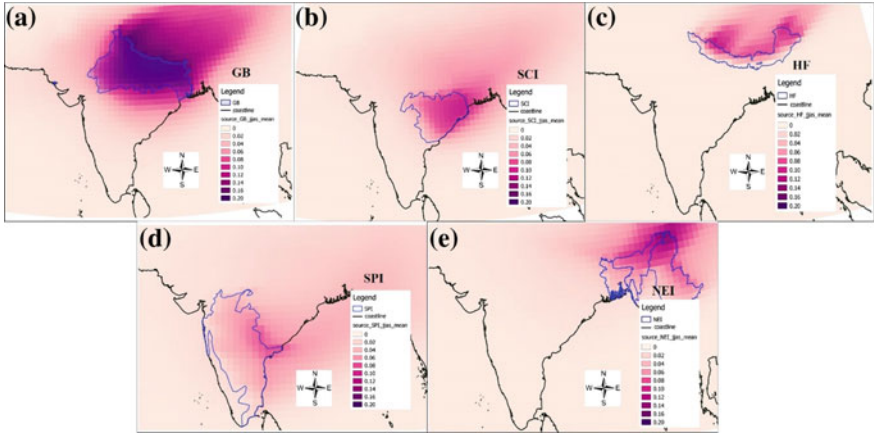 (a)
GB
Legend
GB
coastline
source_GB_jjas_mean
0
0.02
0.04
0.06
0.08
0.10
0.12
0.14
0.16
0.20
N
W E
S
(b)
SCI
Legend
SCI
coastline
source_SCI_jjas_mean
0
0.02
0.04
0.06
0.08
0.10
0.12
0.14
0.16
0.20
N
W E
S
(c)
HF
Legend
HF
coastline
source_HF_jjas_mean
0
0.02
0.04
0.06
0.08
0.10
0.12
0.14
0.16
0.20
N
W E
S
(d)
SPI
Legend
SPI
coastline
source_SPI_jjas_mean
0
0.02
0.04
0.06
0.08
0.10
0.12
0.14
0.16
0.20
N
W E
S
(e)
NEI
Legend
NEI
coastline
source_NEI_jjas_mean
0
0.02
0.04
0.06
0.08
0.10
0.12
0.14
0.16
0.20
N
W E
S